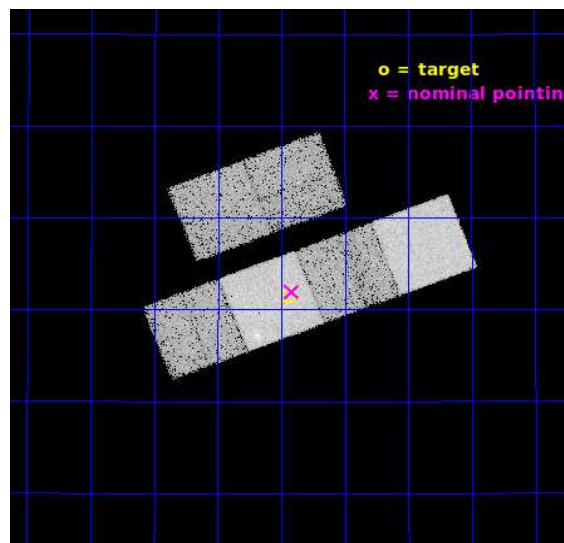 o = target
x = nominal pointin